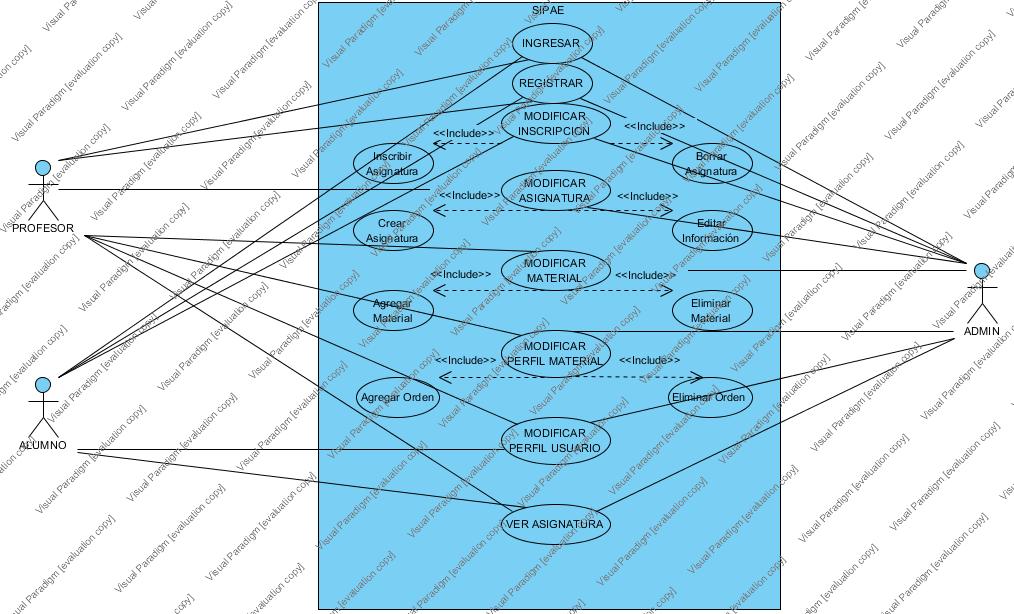 SIPAE
INGRESAR
REGISTRAR
MODIFICAR
INSCRIPCION
<<Include>>
<<Include>>
Inscribir
Asignatura
Borrar
Asignatura
PROFESOR
MODIFICAR
ASIGNATURA
<<Include>>
<<Include>>
Crear
Asignatura
Editar
Información
MODIFICAR
MATERIAL
<<Include>>
<<Include>>
Agregar
Material
Eliminar
Material
ADMIN
MODIFICAR
PERFIL MATERIAL
<<Include>>
<<Include>>
Agregar Orden
Eliminar Orden
ALUMNO
MODIFICAR
PERFIL USUARIO
VER ASIGNATURA
Visual Paradigm [evaluation copy]